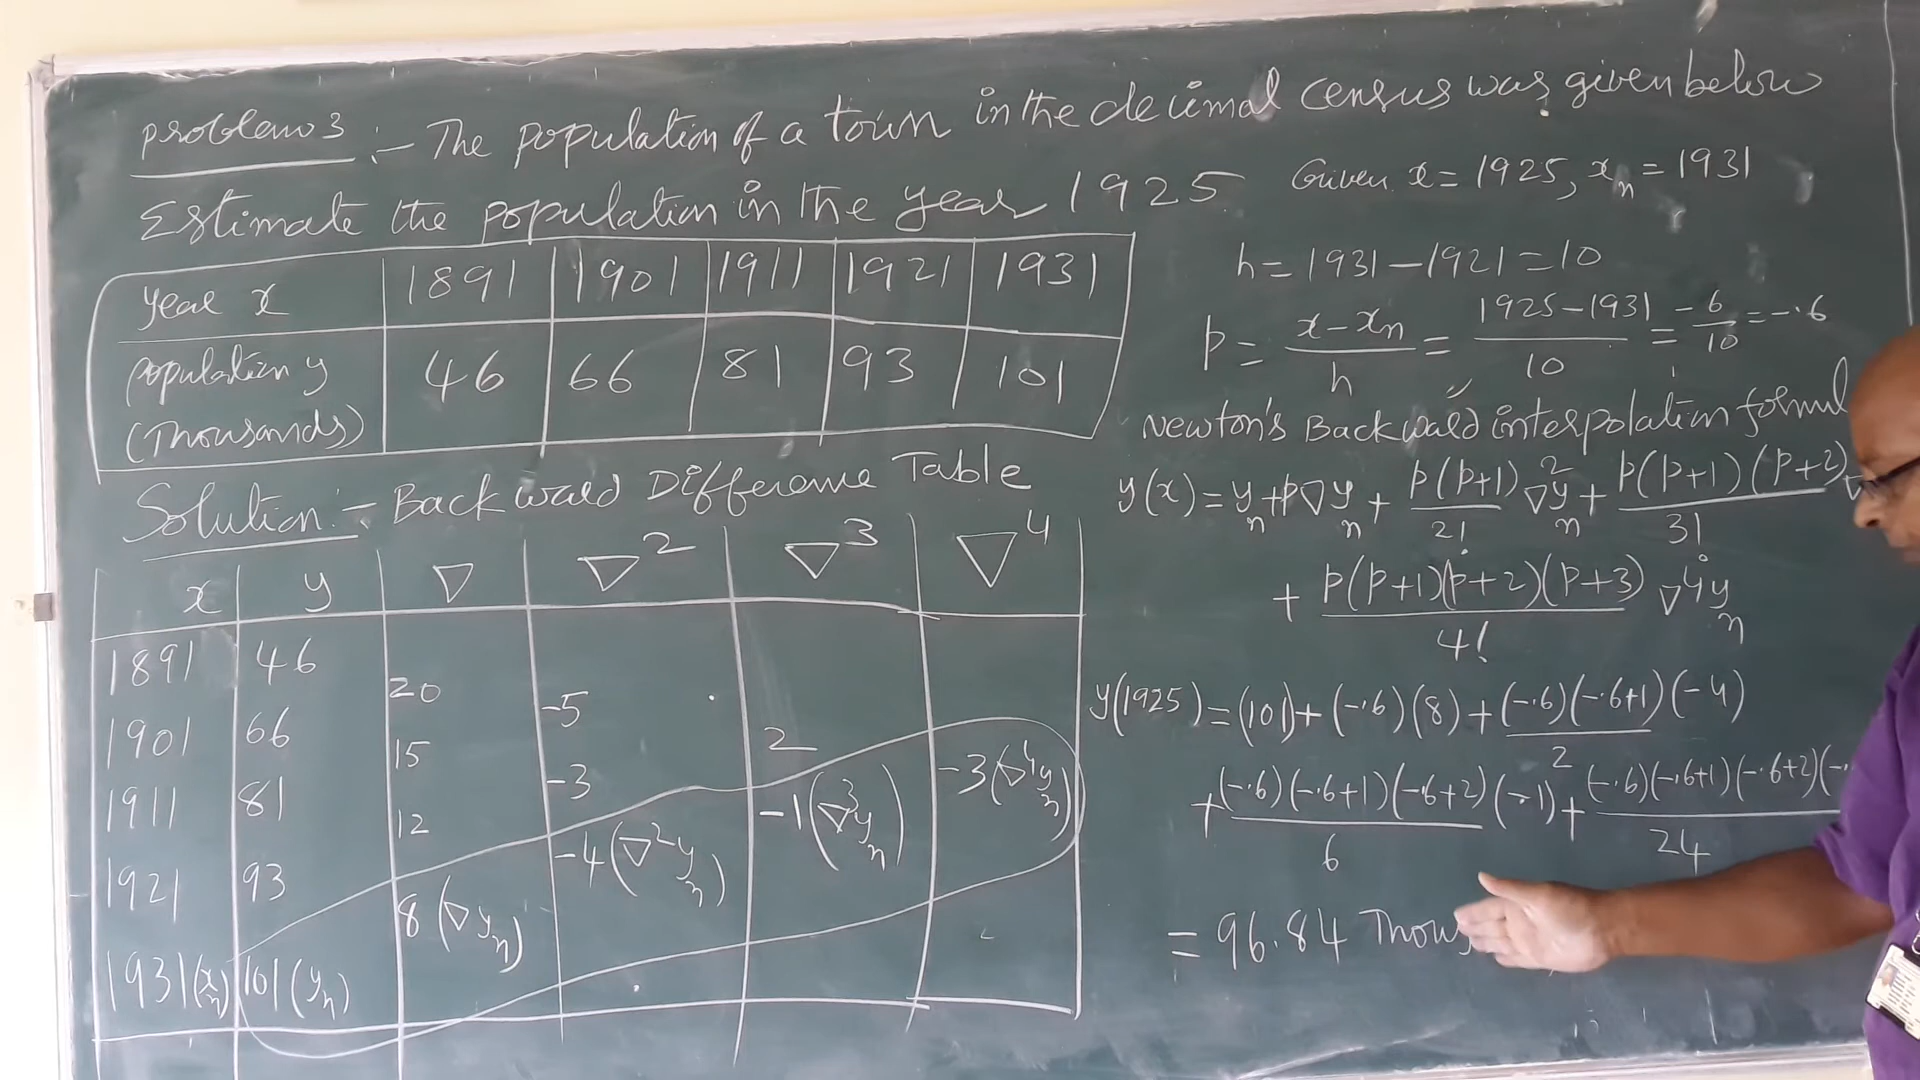 problem 3 :- The population of a town in the decimal census was given below
Estimate the population in the year 1925.
year x 1891 1901 1911 1921 1931
population y 46 66 81 93 101
(Thousands)
Solution:- Backward Difference Table
x y ∇ ∇² ∇³ ∇⁴
1891 46
20
-5
1901 66
2
15
-3
-3(∇⁴yₙ)
1911 81
-1(∇³yₙ)
12
-4(∇²yₙ)
1921 93
8(∇yₙ)
1931(xₙ) 101(yₙ)
Given x = 1925, xₙ = 1931
h = 1931 - 1921 = 10
p = (x - xₙ)/h = (1925 - 1931)/10 = -6/10 = -.6
Newton's Backward interpolation formul
y(x) = yₙ + p∇yₙ + p(p+1)/2! ∇²yₙ + p(p+1)(p+2)/3! ∇
+ p(p+1)(p+2)(p+3)/4! ∇⁴yₙ
y(1925) = (101) + (-.6)(8) + (-.6)(-.6+1)/2 (-4)
+ (-.6)(-.6+1)(-.6+2)/6 (-1) + (-.6)(-.6+1)(-.6+2)(-./24
= 96.84 Thous